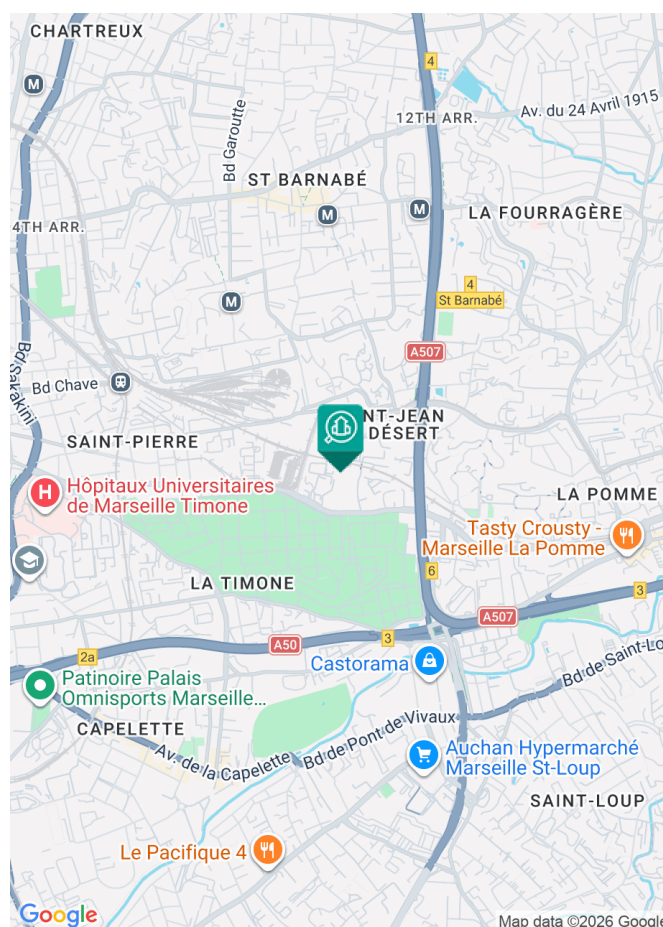 CHARTREUX
M
4
Av. du 24 Avril 1915
12TH ARR.
Bd Garoutte
ST BARNABÉ
M
M
LA FOURRAGÈRE
4TH ARR.
4
St Barnabé
M
A507
Bd Sakakini
Bd Chave
NT-JEAN
DÉSERT
SAINT-PIERRE
H
Hôpitaux Universitaires
de Marseille Timone
LA POMME
Tasty Crousty -
Marseille La Pomme
LA TIMONE
6
3
A507
3
A50
2a
Castorama
Bd de Saint-Lo
Patinoire Palais
Omnisports Marseille...
CAPELETTE
Bd de Pont de Vivaux
Av. de la Capelette
Auchan Hypermarché
Marseille St-Loup
SAINT-LOUP
Le Pacifique 4
Google
Map data ©2026 Google